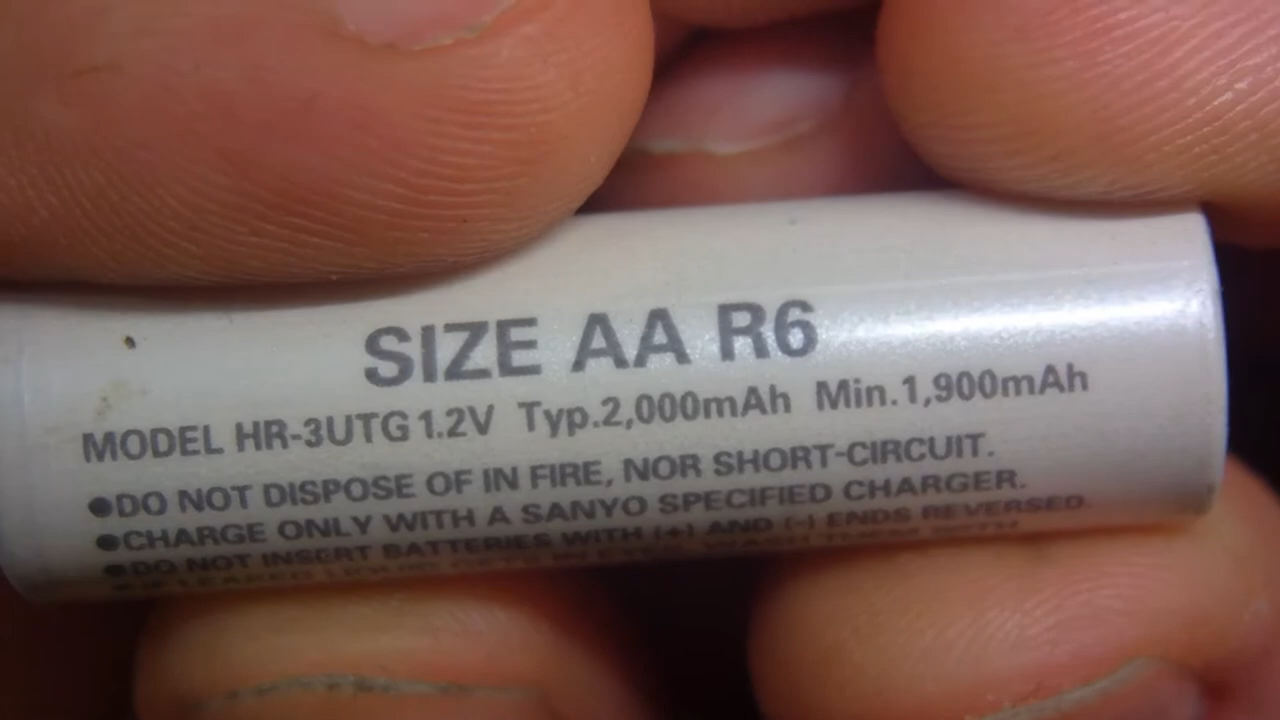 SIZE AA R6
MODEL HR-3UTG 1.2V Typ.2,000mAh Min.1,900mAh
●DO NOT DISPOSE OF IN FIRE, NOR SHORT-CIRCUIT.
●CHARGE ONLY WITH A SANYO SPECIFIED CHARGER.
●DO NOT INSERT BATTERIES WITH (+) AND (-) ENDS REVERSED.